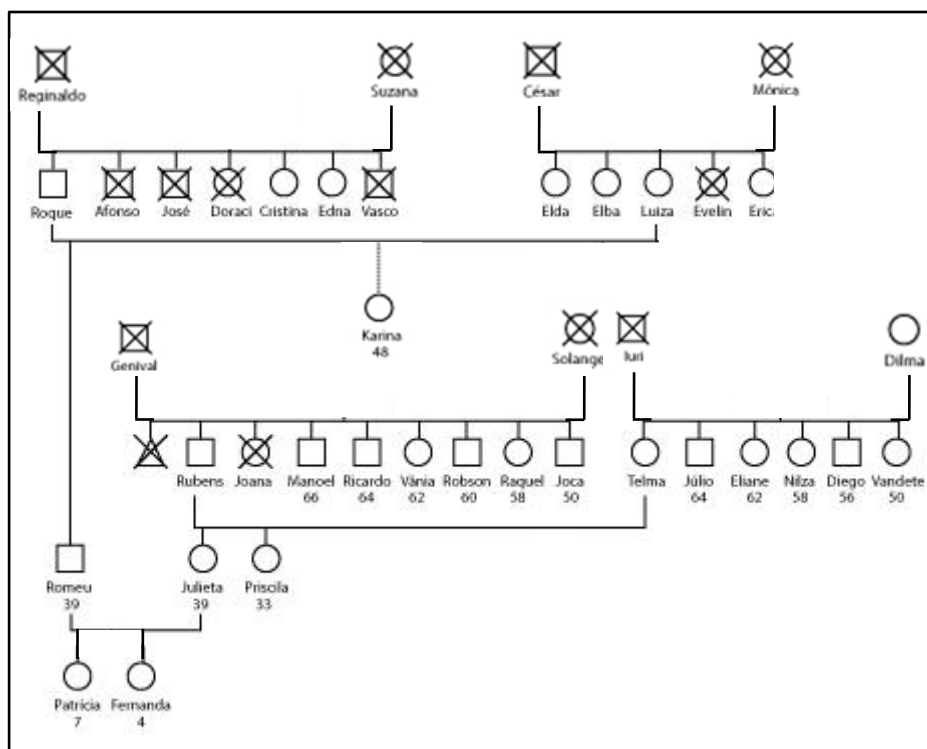 Reginaldo Suzana César Mônica
Roque Afonso José Doraci Cristina Edna Vasco Elda Elba Luiza Evelin Erica
Karina
48
Genival Solange Iuri Dilma
Rubens Joana Manoel Ricardo Vânia Robson Raquel Joca Telma Júlio Eliane Nilza Diego Vandete
66 64 62 60 58 50 64 62 58 56 50
Romeu Julieta Priscila
39 39 33
Patrícia Fernanda
7 4